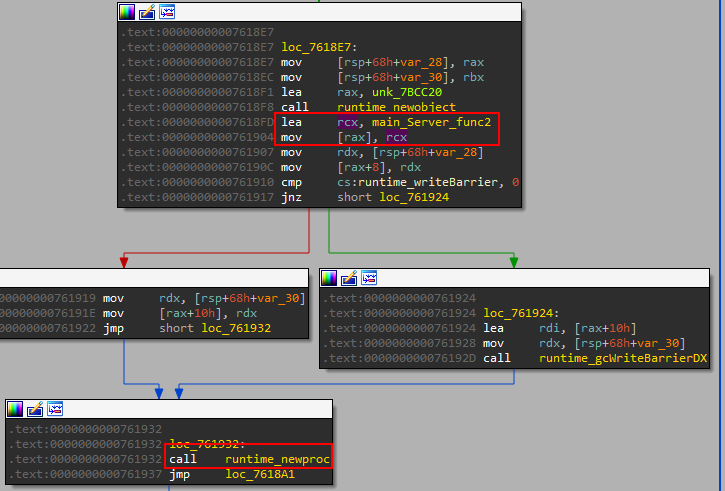 .text:00000000007618E7
.text:00000000007618E7 loc_7618E7:
.text:00000000007618E7 mov [rsp+68h+var_28], rax
.text:00000000007618EC mov [rsp+68h+var_30], rbx
.text:00000000007618F1 lea rax, unk_7BCC20
.text:00000000007618F8 call runtime_newobject
.text:00000000007618FD lea rcx, main_Server_func2
.text:0000000000761904 mov [rax], rcx
.text:0000000000761907 mov rdx, [rsp+68h+var_28]
.text:000000000076190C mov [rax+8], rdx
.text:0000000000761910 cmp cs:runtime_writeBarrier, 0
.text:0000000000761917 jnz short loc_761924
00000000761919 mov rdx, [rsp+68h+var_30]
0000000076191E mov [rax+10h], rdx
00000000761922 jmp short loc_761932
.text:0000000000761924
.text:0000000000761924 loc_761924:
.text:0000000000761924 lea rdi, [rax+10h]
.text:0000000000761928 mov rdx, [rsp+68h+var_30]
.text:000000000076192D call runtime_gcWriteBarrierDX
.text:0000000000761932
.text:0000000000761932 loc_761932:
.text:0000000000761932 call runtime_newproc
.text:0000000000761937 jmp loc_7618A1